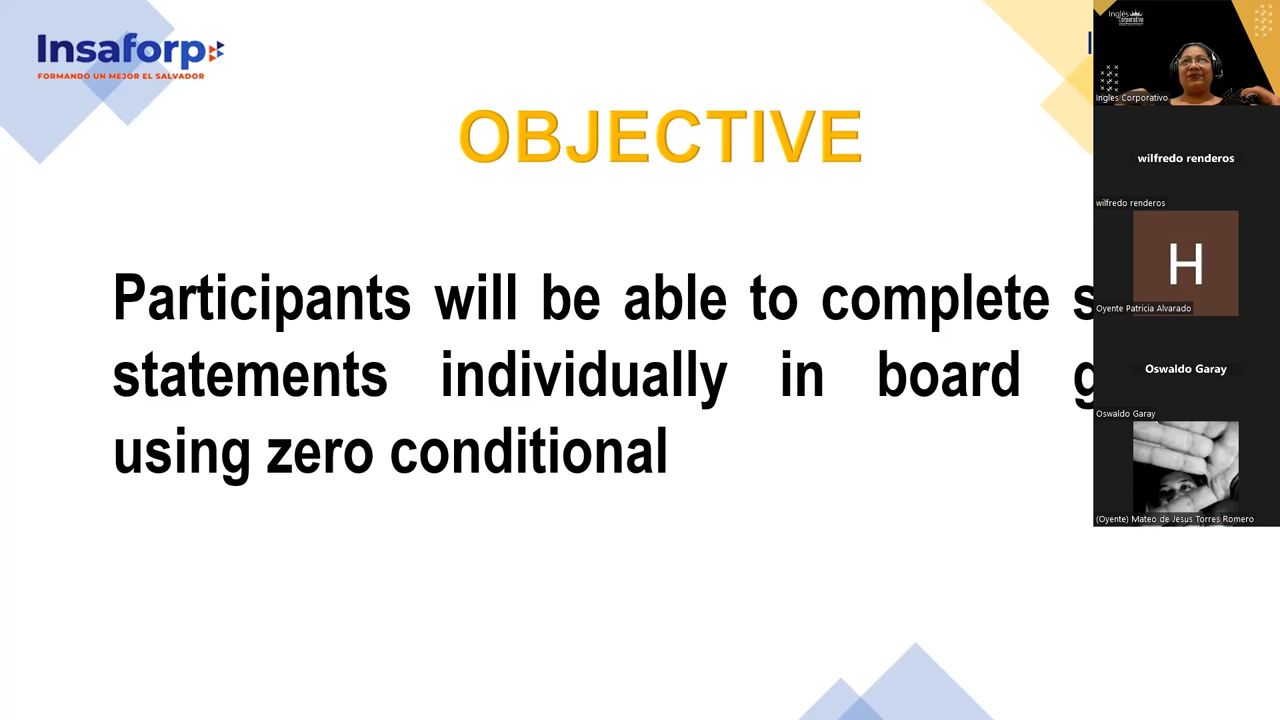 Insaforp
FORMANDO UN MEJOR EL SALVADOR
OBJECTIVE
Participants will be able to complete
statements individually in board
using zero conditional
Inglés
Corporativo
Ingles Corporativo
wilfredo renderos
wilfredo renderos
H
Oyente Patricia Alvarado
Oswaldo Garay
Oswaldo Garay
(Oyente) Mateo de Jesus Torres Romero